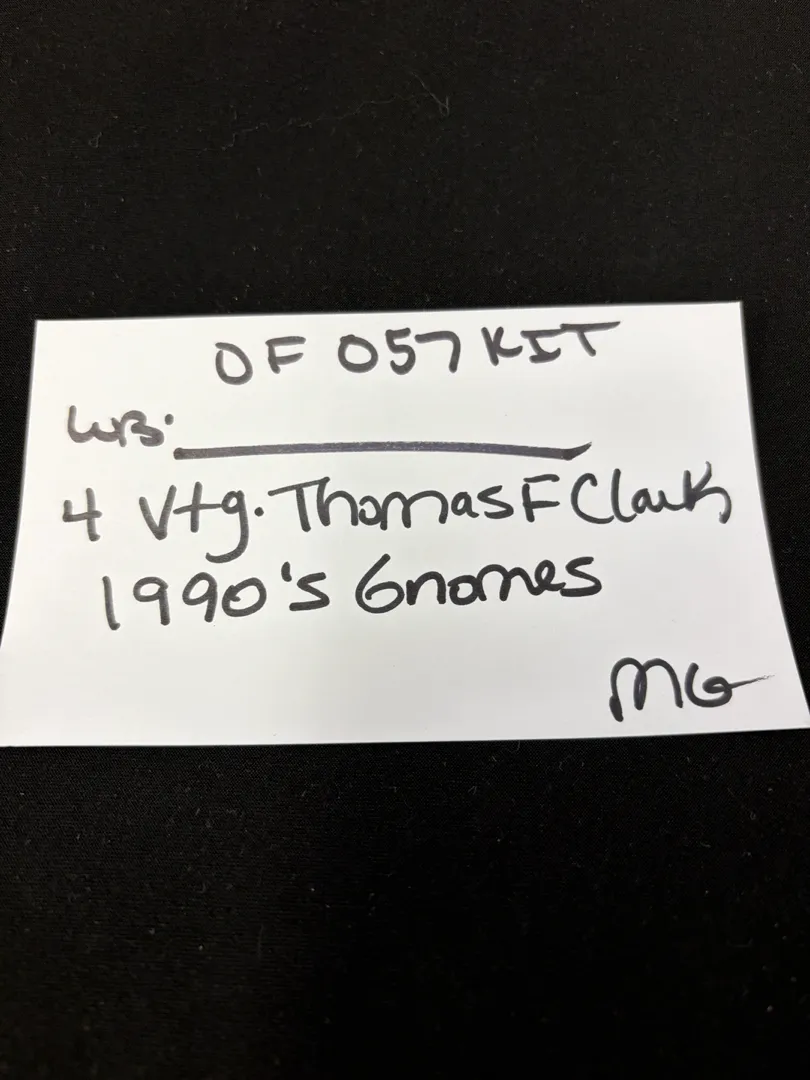 OF 057 KIT
WB.
4 Vtg. Thomas F Clark
1990's Gnomes
MG